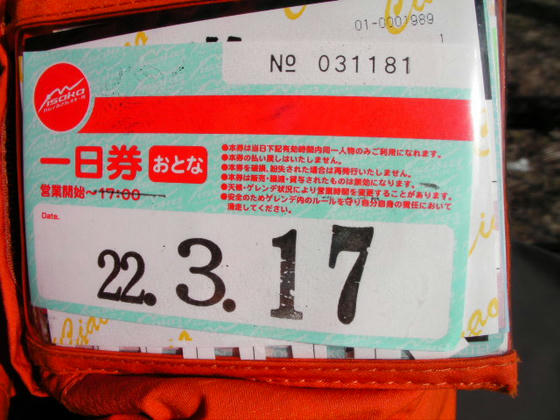 01-0001989
Ciao
№ 031181
ISOKO
一日券 おとな
営業開始〜17:00
●本券は当日下記有効時間内同一人物のみご利用になれます。
●本券の払い戻しはいたしません。
●本券を破損、紛失された場合は再発行いたしません。
●本券は販売・譲渡・貸与されたものは無効になります。
●天候・ゲレンデ状況により営業時間を変更することがあります。
●安全のためゲレンデ内のルールを守り自分自身の責任において
滑走してください。
Date.
22. 3. 17
Ciao